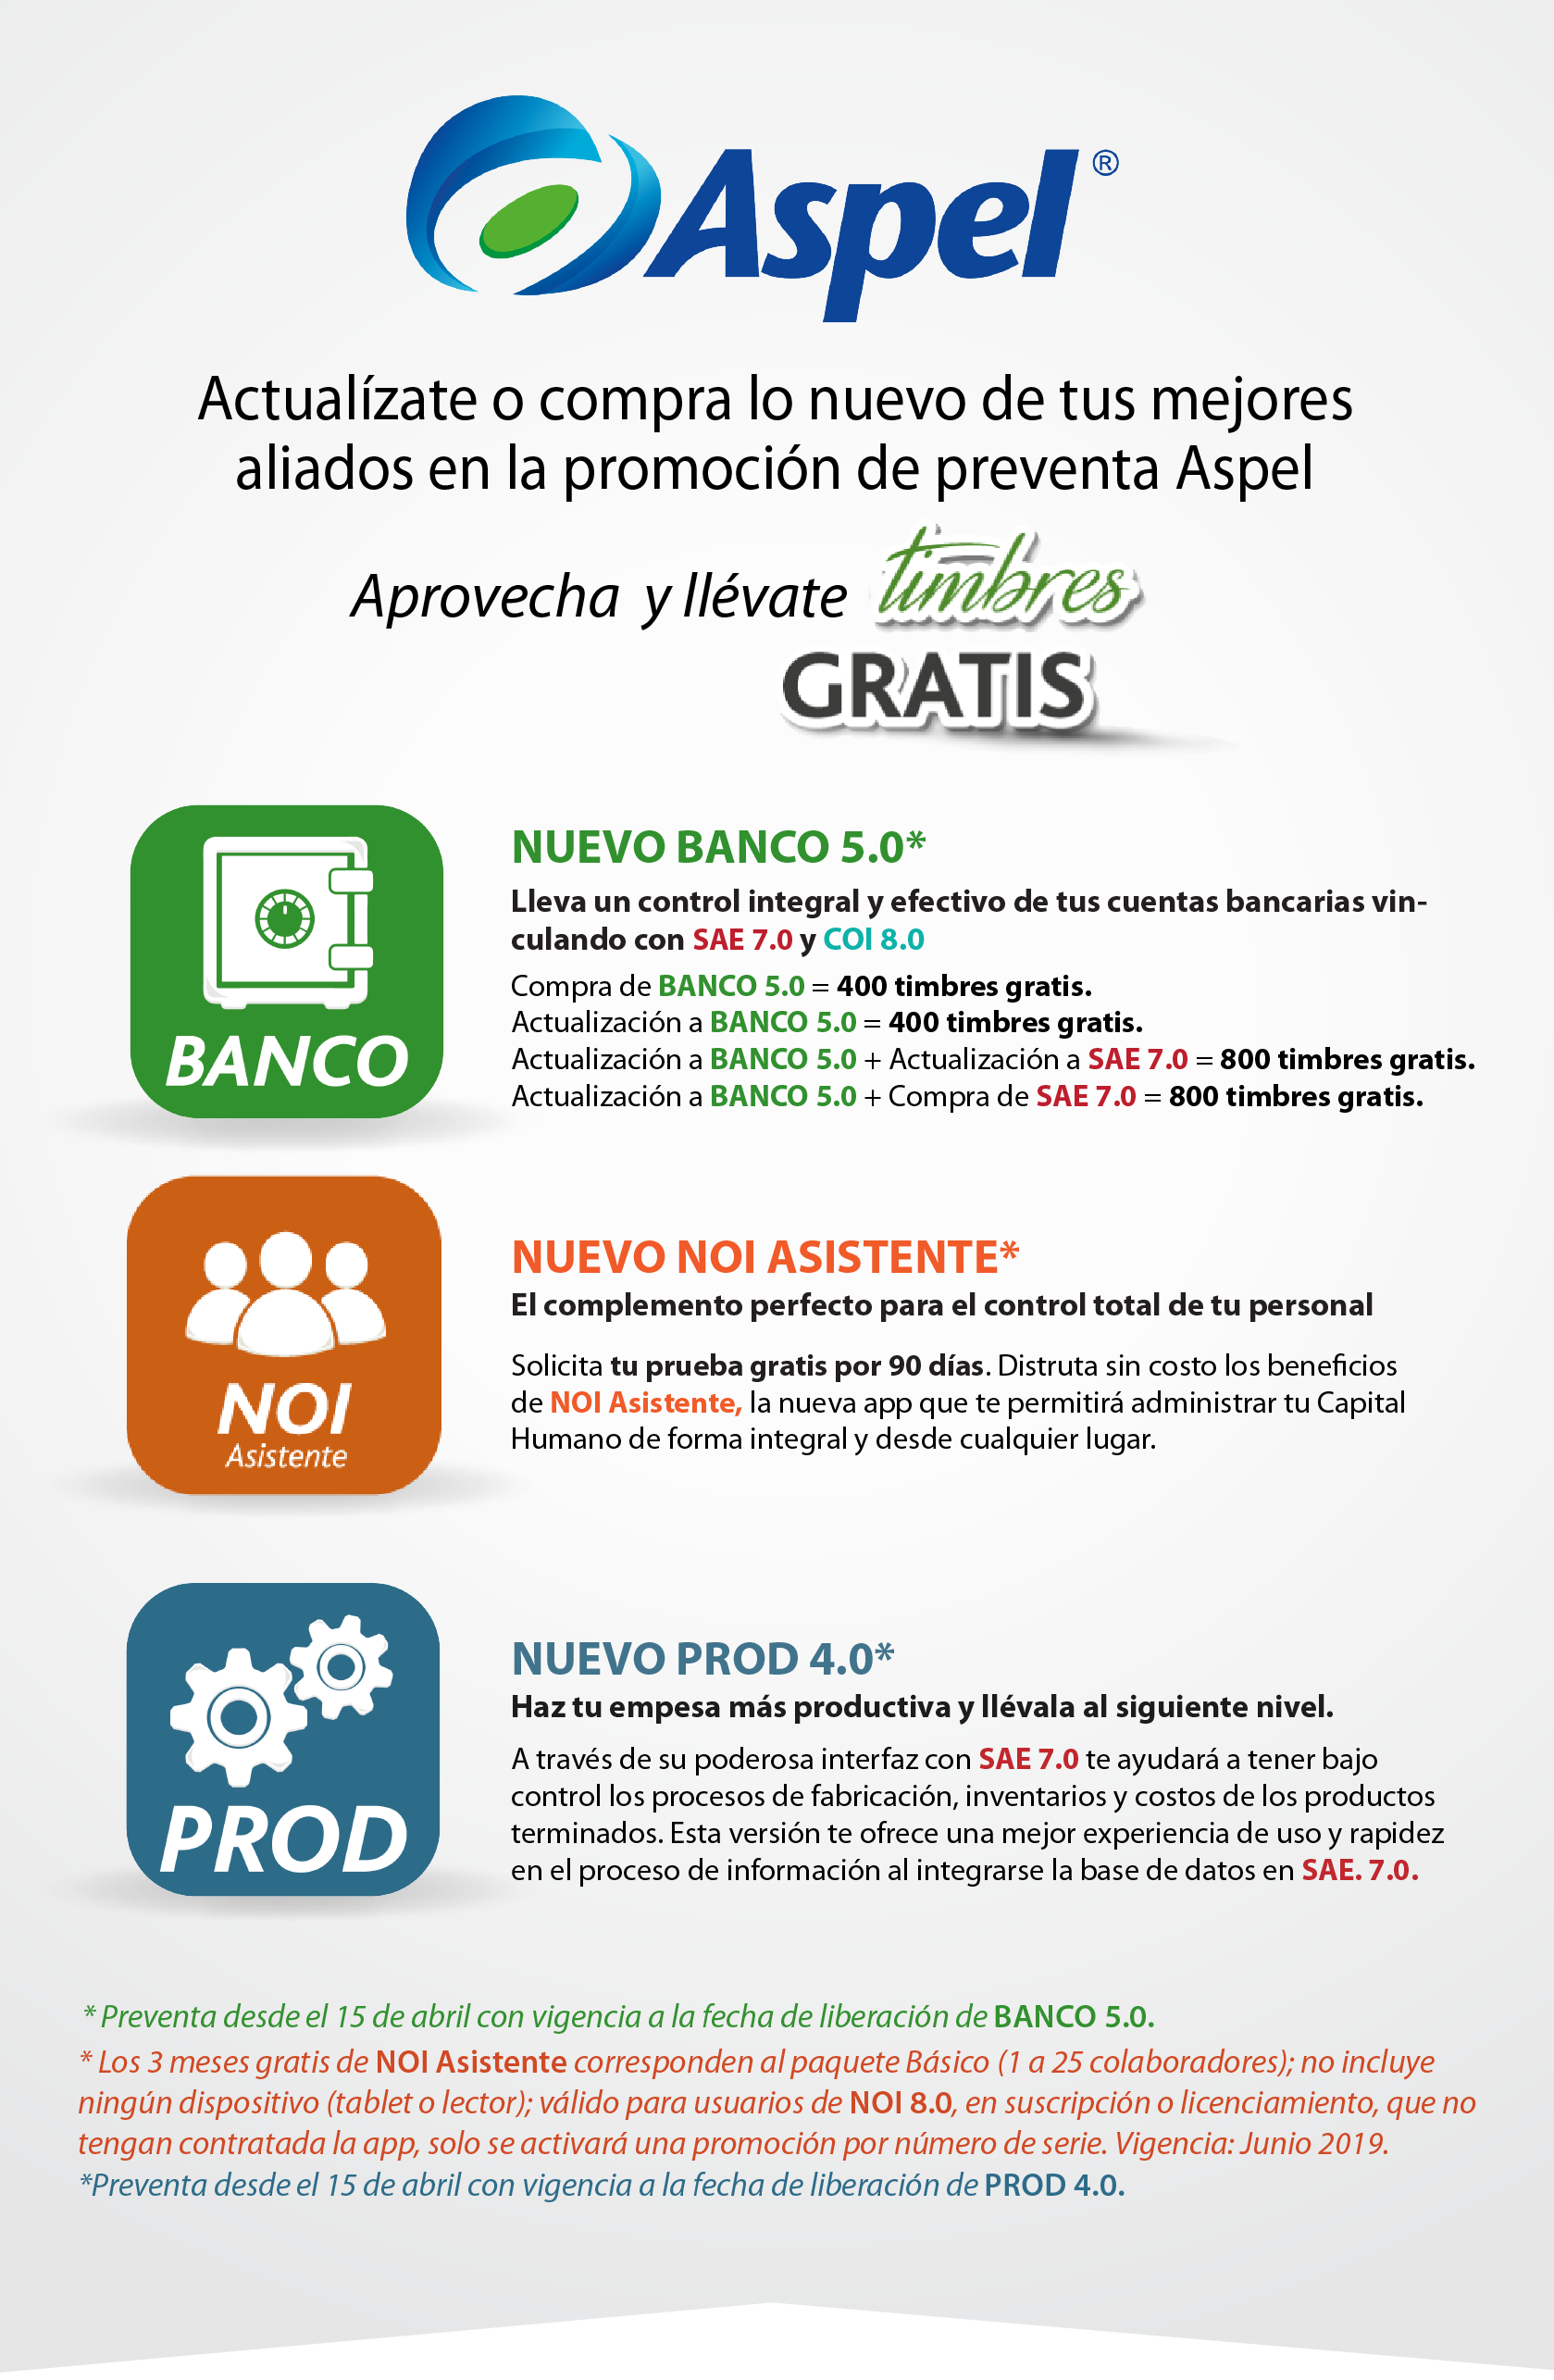 Aspel®
Actualízate o compra lo nuevo de tus mejores
aliados en la promoción de preventa Aspel
Aprovecha y llévate timbres
GRATIS
BANCO
NUEVO BANCO 5.0*
Lleva un control integral y efectivo de tus cuentas bancarias vin-
culando con SAE 7.0 y COI 8.0
Compra de BANCO 5.0 = 400 timbres gratis.
Actualización a BANCO 5.0 = 400 timbres gratis.
Actualización a BANCO 5.0 + Actualización a SAE 7.0 = 800 timbres gratis.
Actualización a BANCO 5.0 + Compra de SAE 7.0 = 800 timbres gratis.
NOI
Asistente
NUEVO NOI ASISTENTE*
El complemento perfecto para el control total de tu personal
Solicita tu prueba gratis por 90 días. Distruta sin costo los beneficios
de NOI Asistente, la nueva app que te permitirá administrar tu Capital
Humano de forma integral y desde cualquier lugar.
PROD
NUEVO PROD 4.0*
Haz tu empesa más productiva y llévala al siguiente nivel.
A través de su poderosa interfaz con SAE 7.0 te ayudará a tener bajo
control los procesos de fabricación, inventarios y costos de los productos
terminados. Esta versión te ofrece una mejor experiencia de uso y rapidez
en el proceso de información al integrarse la base de datos en SAE. 7.0.
* Preventa desde el 15 de abril con vigencia a la fecha de liberación de BANCO 5.0.
* Los 3 meses gratis de NOI Asistente corresponden al paquete Básico (1 a 25 colaboradores); no incluye
ningún dispositivo (tablet o lector); válido para usuarios de NOI 8.0, en suscripción o licenciamiento, que no
tengan contratada la app, solo se activará una promoción por número de serie. Vigencia: Junio 2019.
*Preventa desde el 15 de abril con vigencia a la fecha de liberación de PROD 4.0.